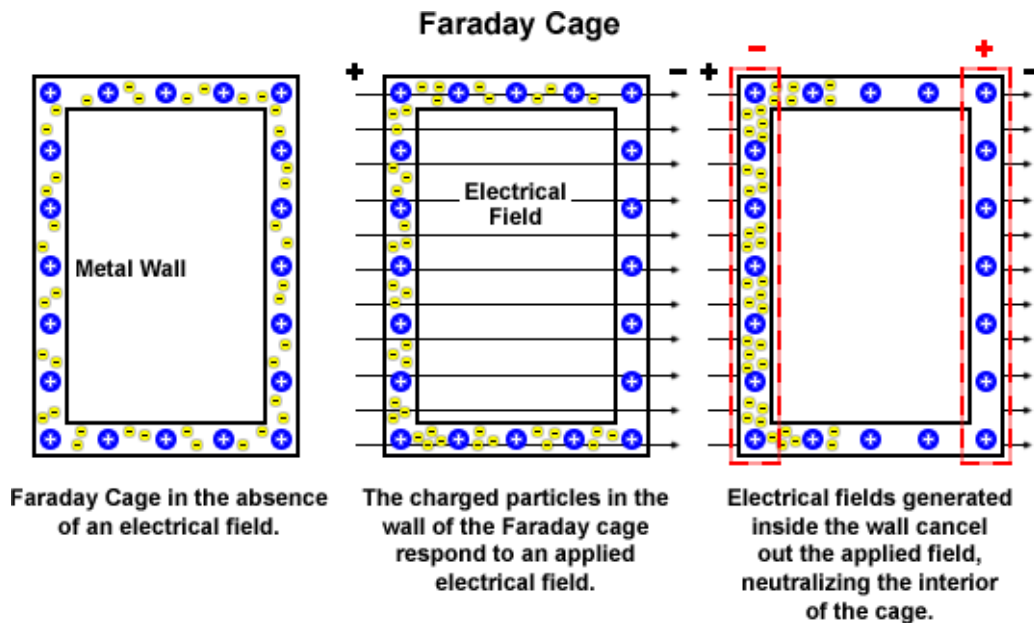 Faraday Cage
Metal Wall
Electrical
Field
Faraday Cage in the absence
of an electrical field.
The charged particles in the
wall of the Faraday cage
respond to an applied
electrical field.
Electrical fields generated
inside the wall cancel
out the applied field,
neutralizing the interior
of the cage.